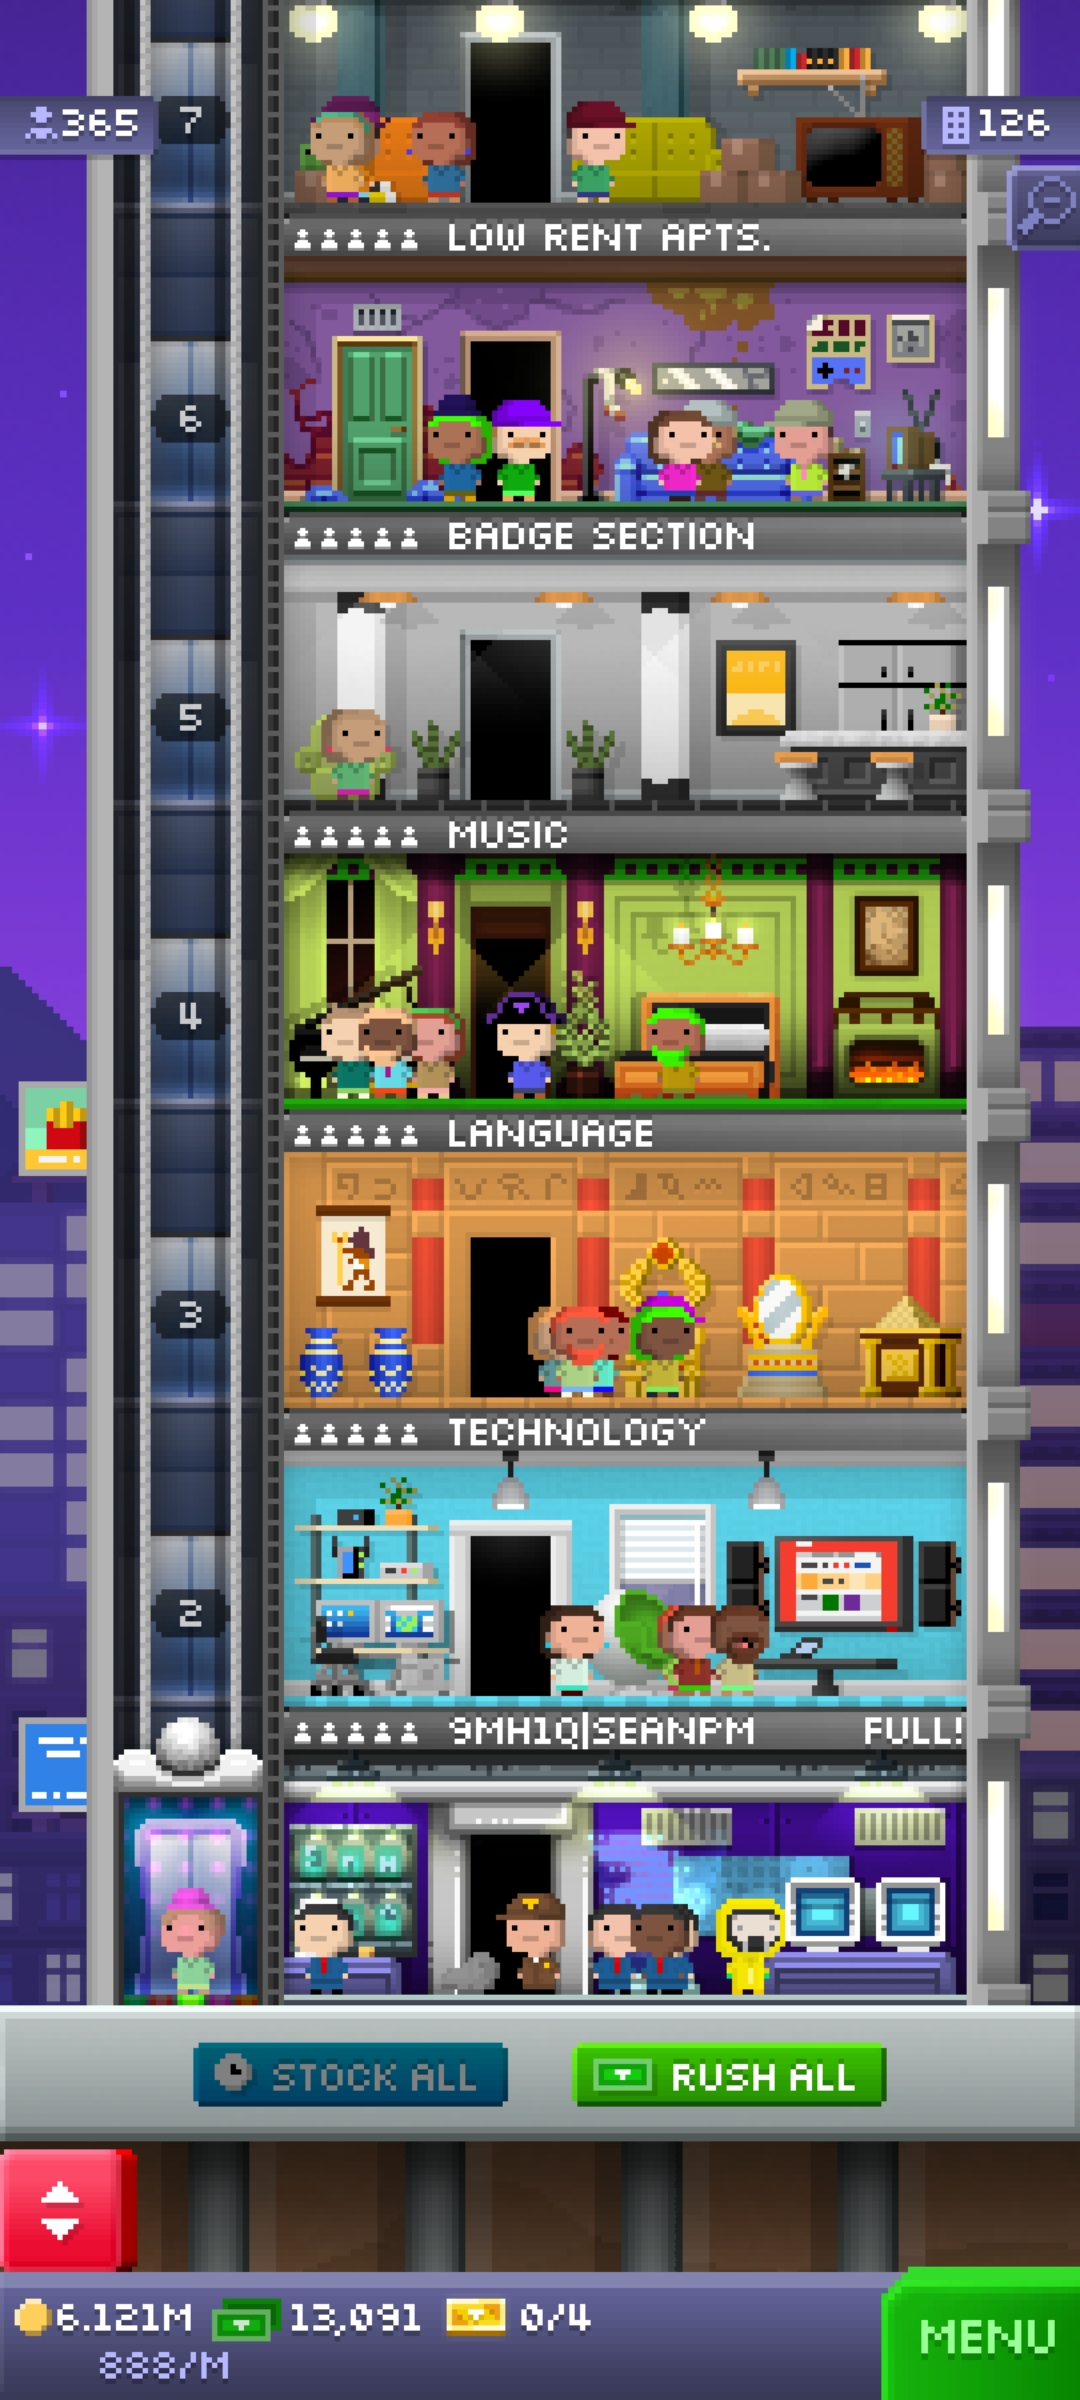 365
7
126
LOW RENT APTS.
6
BADGE SECTION
5
MUSIC
4
LANGUAGE
3
TECHNOLOGY
2
9MH1Q|SEANPM FULL!
STOCK ALL
RUSH ALL
6.121M 13,091 0/4
888/M
MENU